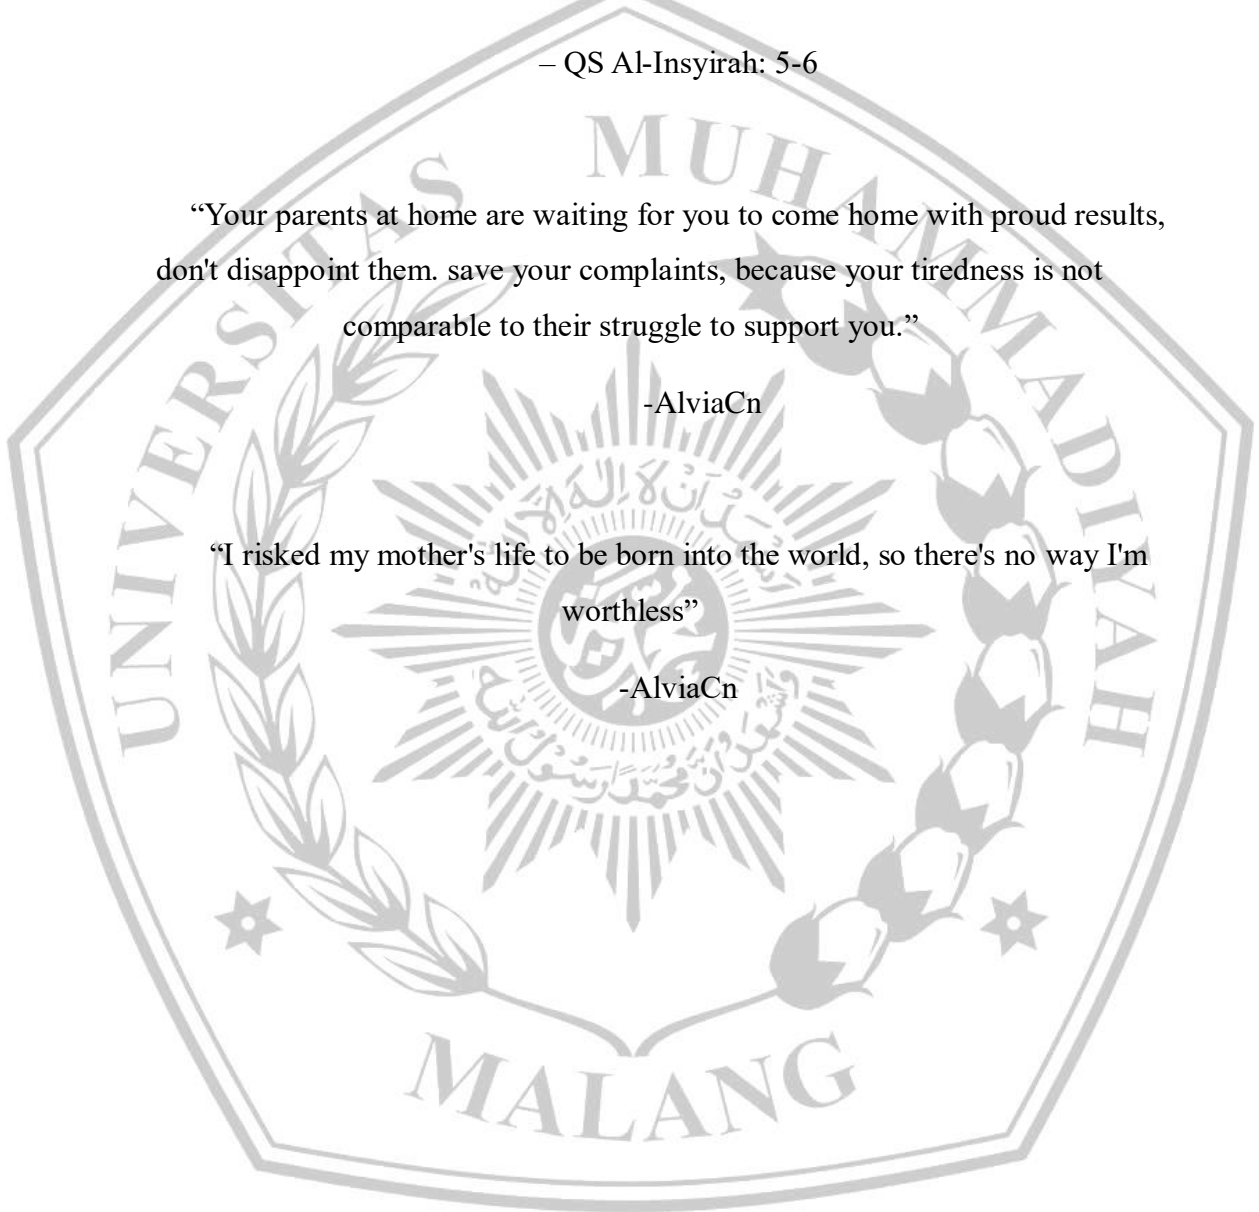 – QS Al-Insyirah: 5-6
“Your parents at home are waiting for you to come home with proud results,
don't disappoint them. save your complaints, because your tiredness is not
comparable to their struggle to support you.”
-AlviaCn
“I risked my mother's life to be born into the world, so there's no way I'm
worthless”
-AlviaCn
UNIVERSITAS MUHAMMADIYAH
MALANG